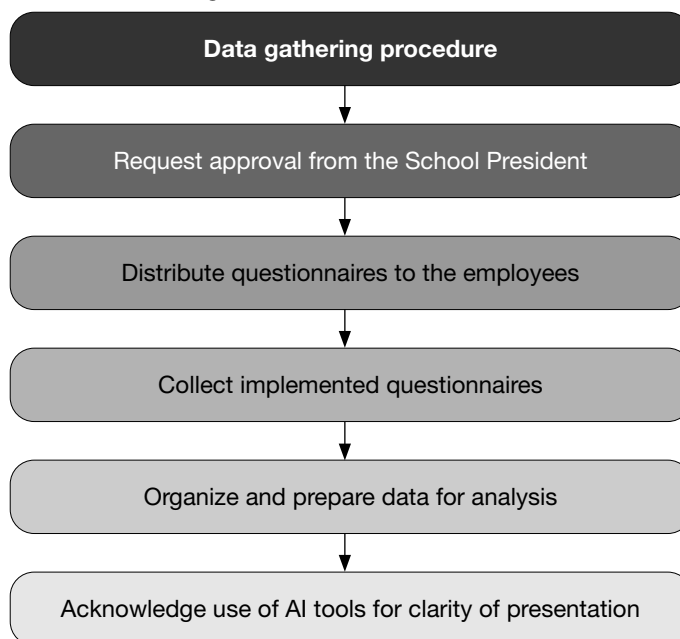 Data gathering procedure
Request approval from the School President
Distribute questionnaires to the employees
Collect implemented questionnaires
Organize and prepare data for analysis
Acknowledge use of AI tools for clarity of presentation